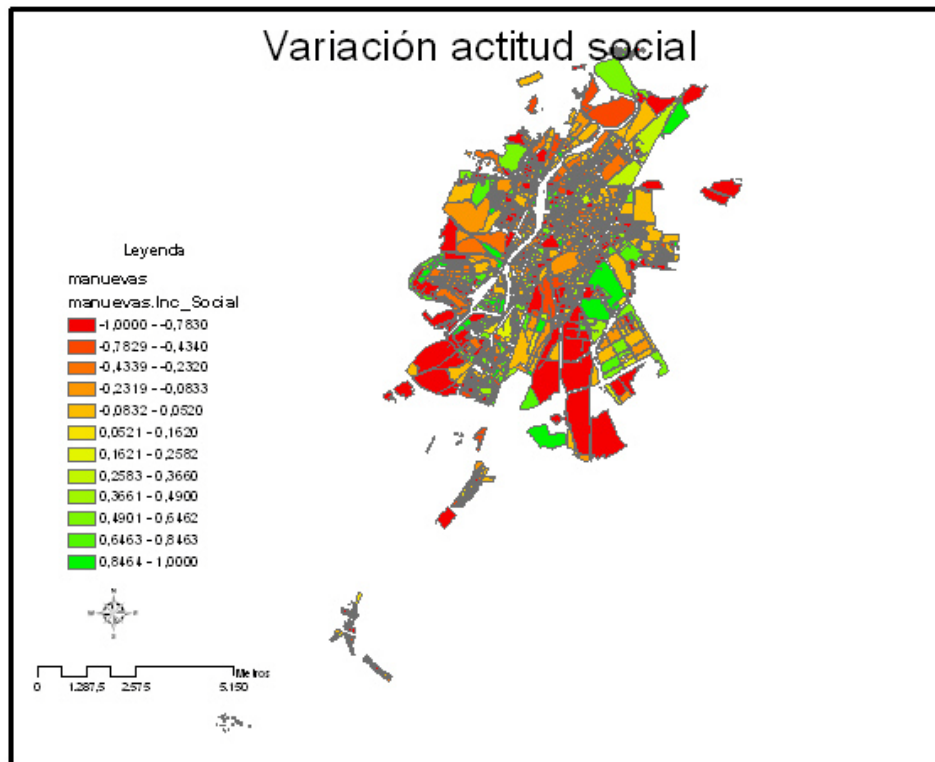 Variación actitud social
Leyenda
manuevas
manuevas.Inc_Social
-1,0000 - -0,7830
-0,7829 - -0,4340
-0,4339 - -0,2320
-0,2319 - -0,0833
-0,0832 - 0,0520
0,0521 - 0,1620
0,1621 - 0,2582
0,2583 - 0,3660
0,3661 - 0,4900
0,4901 - 0,6462
0,6463 - 0,8463
0,8464 - 1,0000
N
W E
S
Metros
0 1.287,5 2.575 5.150